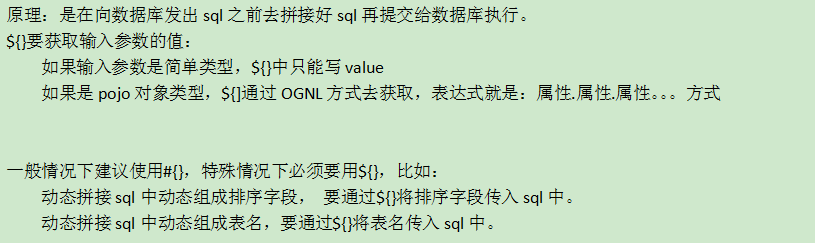 原理：是在向数据库发出 sql 之前去拼接好 sql 再提交给数据库执行。
${}要获取输入参数的值：
如果输入参数是简单类型，${}中只能写 value
如果是 pojo 对象类型，${}通过 OGNL 方式去获取，表达式就是：属性.属性.属性。。。方式
一般情况下建议使用#{}，特殊情况下必须要用${}，比如：
动态拼接 sql 中动态组成排序字段， 要通过${}将排序字段传入 sql 中。
动态拼接 sql 中动态组成表名，要通过${}将表名传入 sql 中。